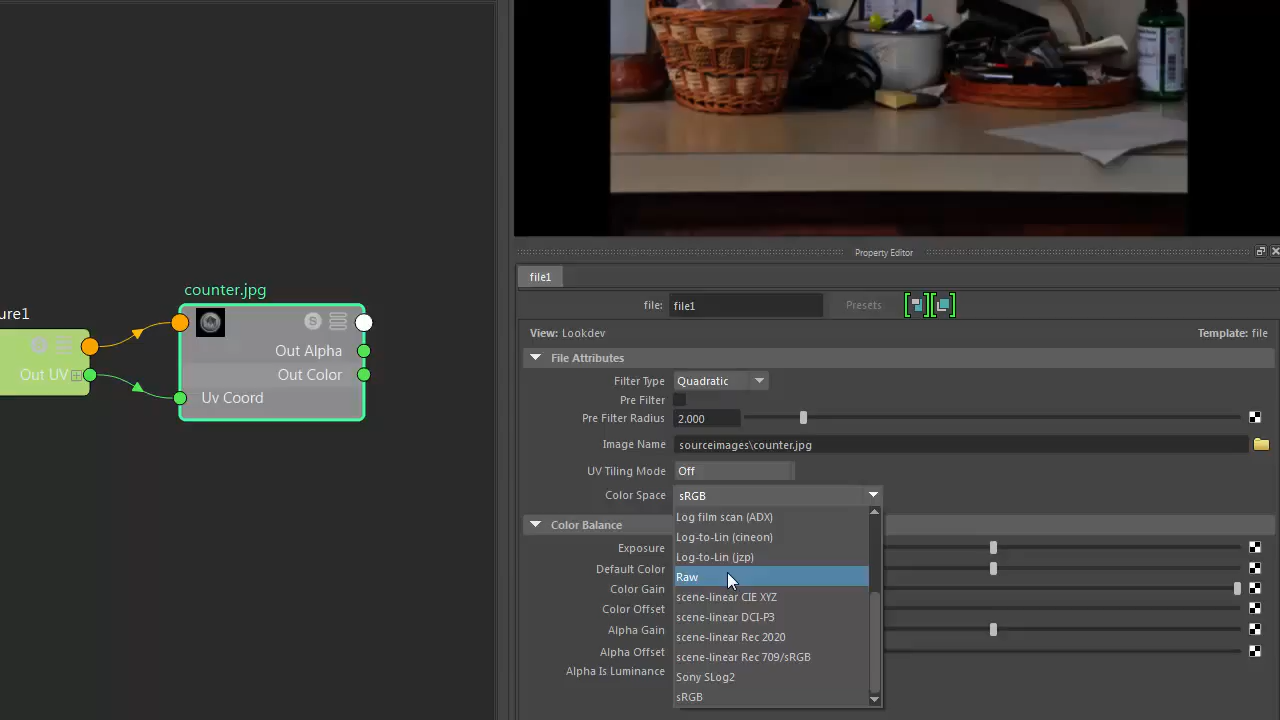 counter.jpg
ure1
Out Alpha
Out UV
Out Color
Uv Coord
Property Editor
file1
file: file1 Presets
View: Lookdev Template: file
File Attributes
Filter Type Quadratic
Pre Filter
Pre Filter Radius 2.000
Image Name sourceimages\counter.jpg
UV Tiling Mode Off
Color Space sRGB
Log film scan (ADX)
Color Balance
Log-to-Lin (cineon)
Exposure
Log-to-Lin (jzp)
Default Color
Raw
Color Gain
scene-linear CIE XYZ
Color Offset
scene-linear DCI-P3
Alpha Gain
scene-linear Rec 2020
Alpha Offset
scene-linear Rec 709/sRGB
Alpha Is Luminance
Sony SLog2
sRGB